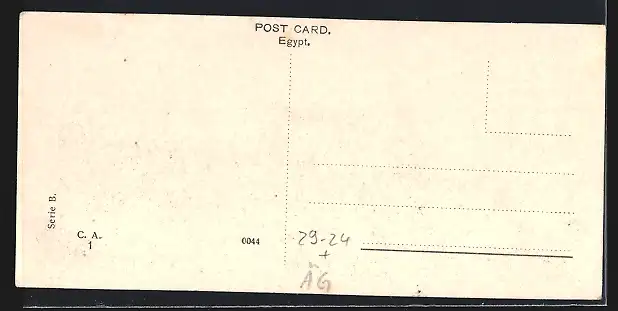 POST CARD.
Egypt.
Serie B.
C. A.
1
0044
29-24
+
ÄG